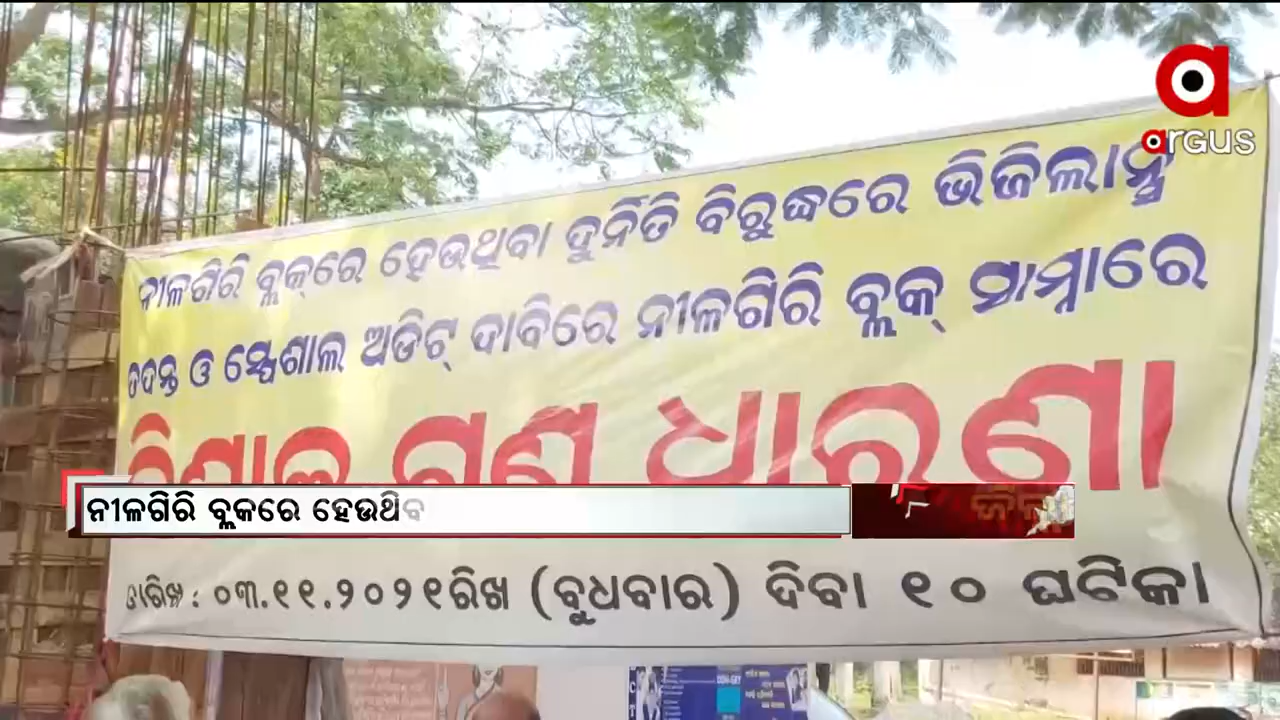 argus
ନୀଳଗିରି ବ୍ଲକ୍‌ରେ ହେଉଥିବା ଦୁର୍ନିତି ବିରୁଦ୍ଧରେ ଭିଜିଲାନ୍ସ
ତଦନ୍ତ ଓ ସ୍ପେଶାଲ ଅଡିଟ୍ ଦାବିରେ ନୀଳଗିରି ବ୍ଲକ୍ ସାମ୍ନାରେ
ବିଶାଳ ଗଣ ଧାରଣା
ନୀଳଗିରି ବ୍ଲକରେ ହେଉଥିବ
ତାରିଖ : ୦୩.୧୧.୨୦୨୧ରିଖ (ବୁଧବାର) ଦିବା ୧୦ ଘଟିକା